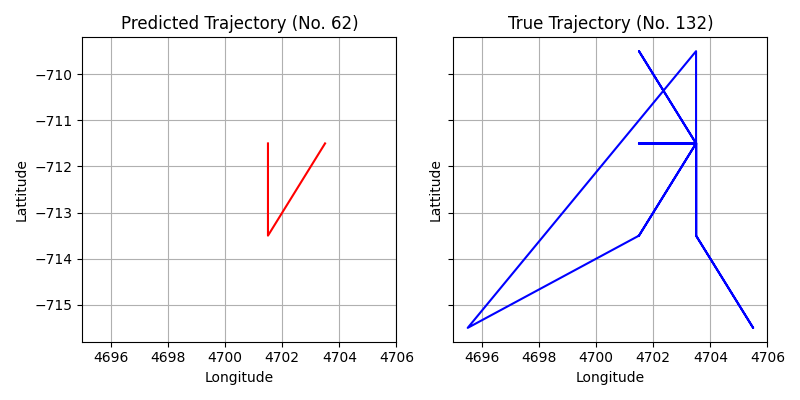 Predicted Trajectory (No. 62)
True Trajectory (No. 132)
Lattitude
−710
−711
−712
−713
−714
−715
4696 4698 4700 4702 4704 4706
Longitude
Lattitude
4696 4698 4700 4702 4704 4706
Longitude